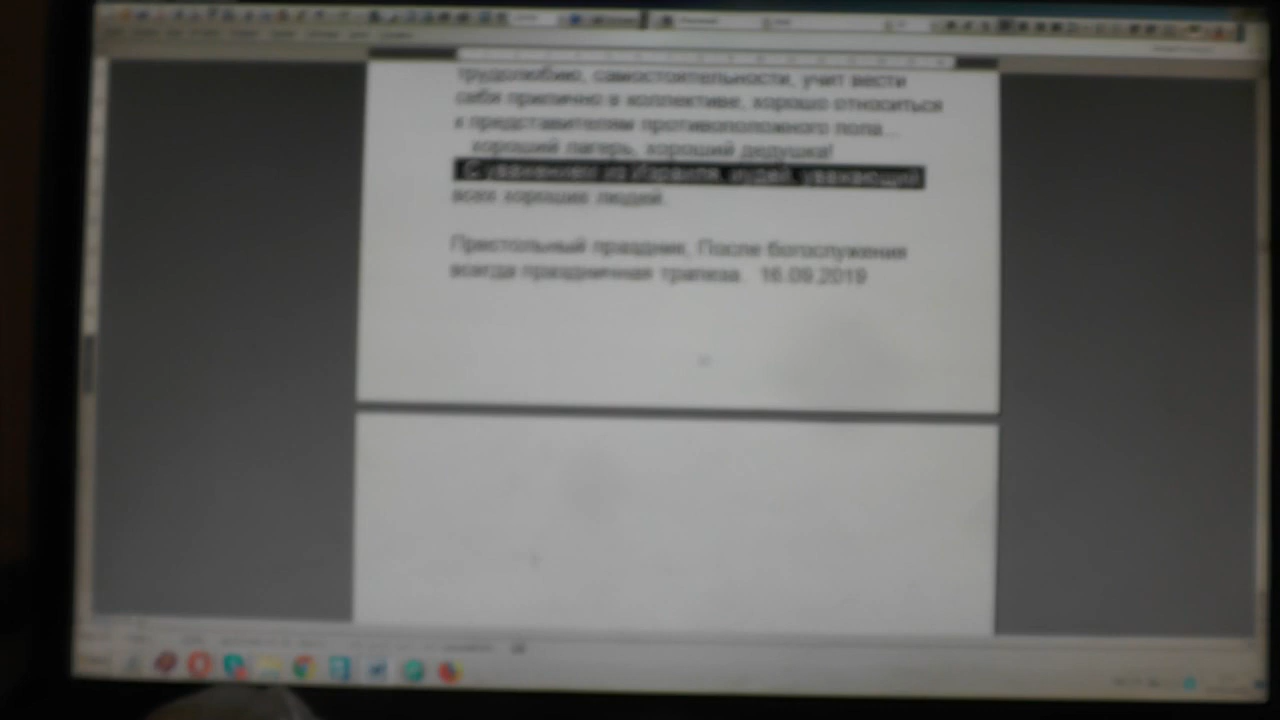 трудолюбию, самостоятельности, учит вести
себя прилично в коллективе, хорошо относиться
к представителям противоположного пола...
хороший лагерь, хороший дедушка!
С уважением из Израиля, иудей, уважающий
всех хороших людей.
Престольный праздник, После богослужения
всегда праздничная трапеза. 16.09.2019